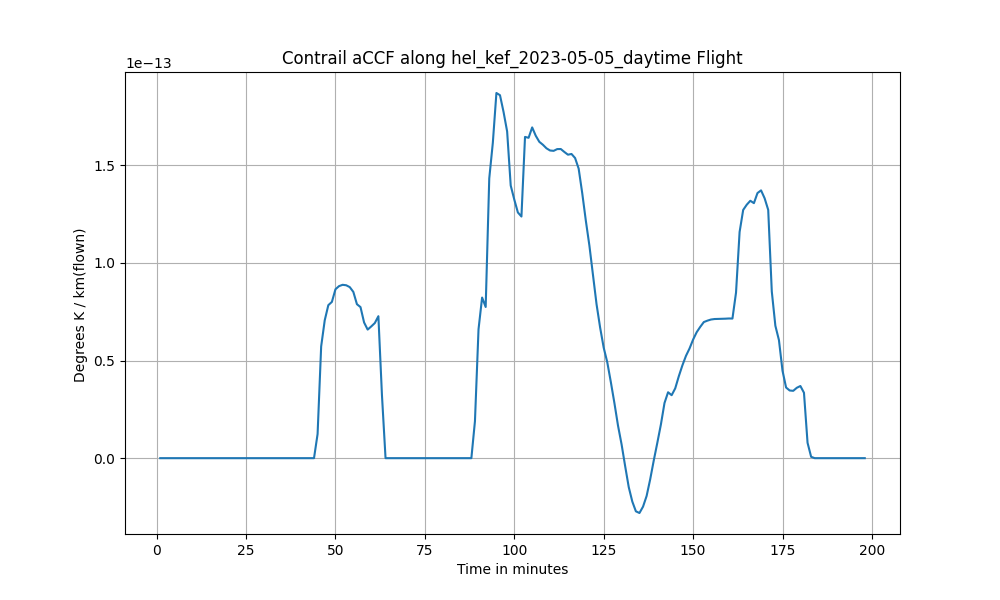 Contrail aCCF along hel_kef_2023-05-05_daytime Flight
1e−13
1.5
1.0
0.5
0.0
Degrees K / km(flown)
0 25 50 75 100 125 150 175 200
Time in minutes